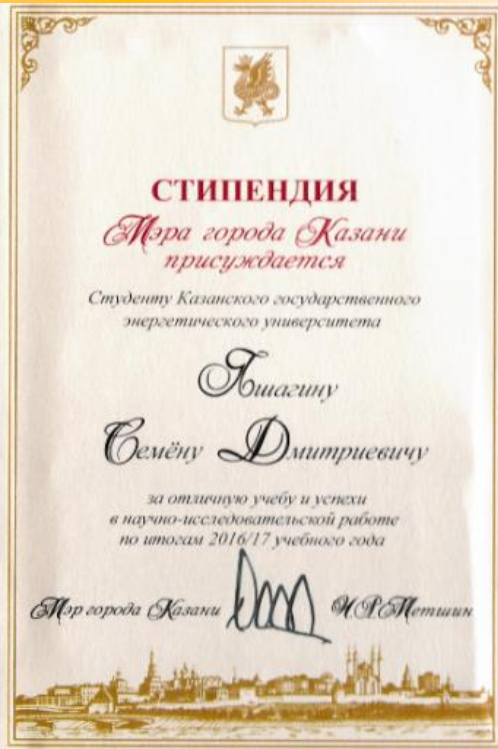 СТИПЕНДИЯ
Мэра города Казани
присуждается
Студенту Казанского государственного
энергетического университета
Яшагину
Семёну Дмитриевичу
за отличную учебу и успехи
в научно-исследовательской работе
по итогам 2016/17 учебного года
Мэр города Казани И.Р.Метшин